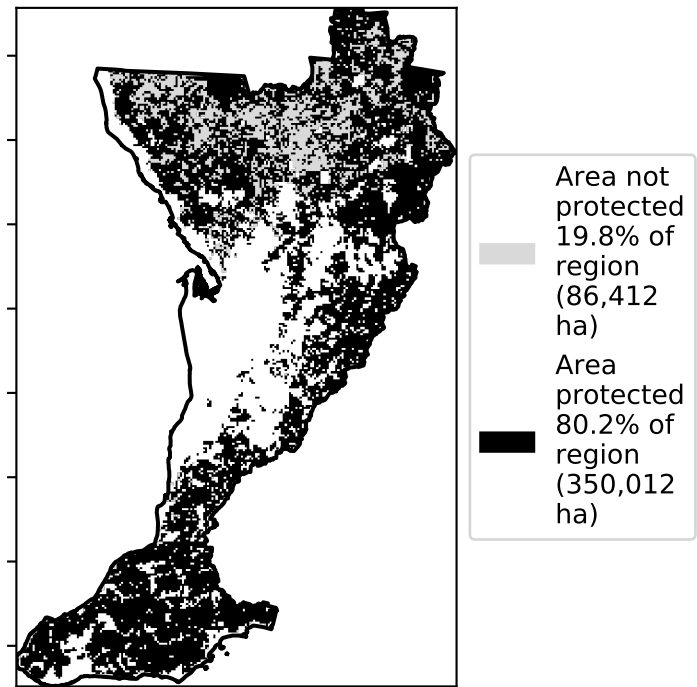 Area not
protected
19.8% of
region
(86,412
ha)
Area
protected
80.2% of
region
(350,012
ha)